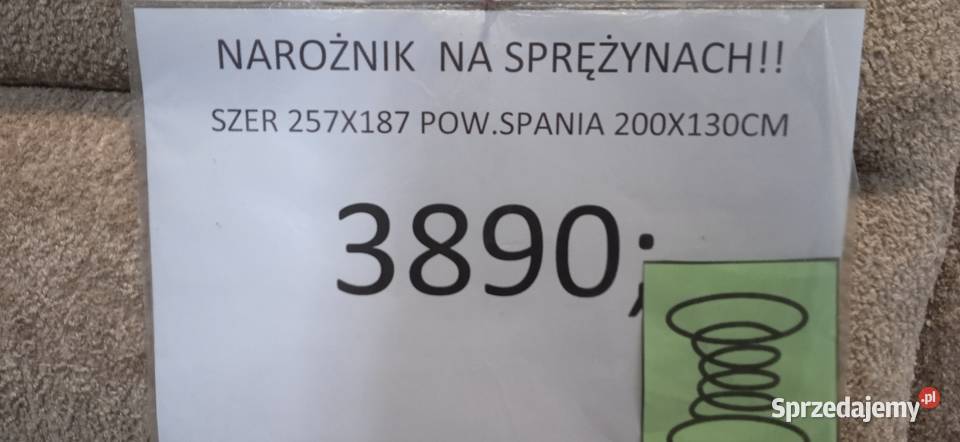 NAROŻNIK NA SPRĘŻYNACH!!
SZER 257X187 POW.SPANIA 200X130CM
3890;
Sprzedajemy.pl